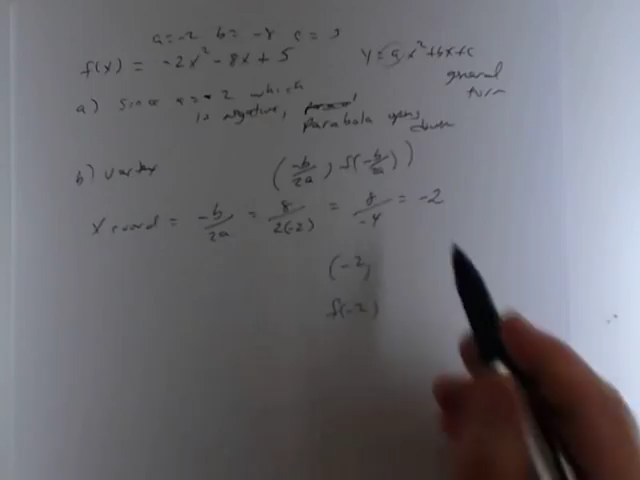 a = -2 b = -8 c = 5
f(x) = -2x² - 8x + 5
y = ax² + bx + c
general
form
a) since a = -2 which
is negative,
parabola opens
down
b) vertex
(-b/2a, f(-b/2a))
x coord = -b/2a = 8/2(-2) = 8/-4 = -2
(-2,
f(-2)